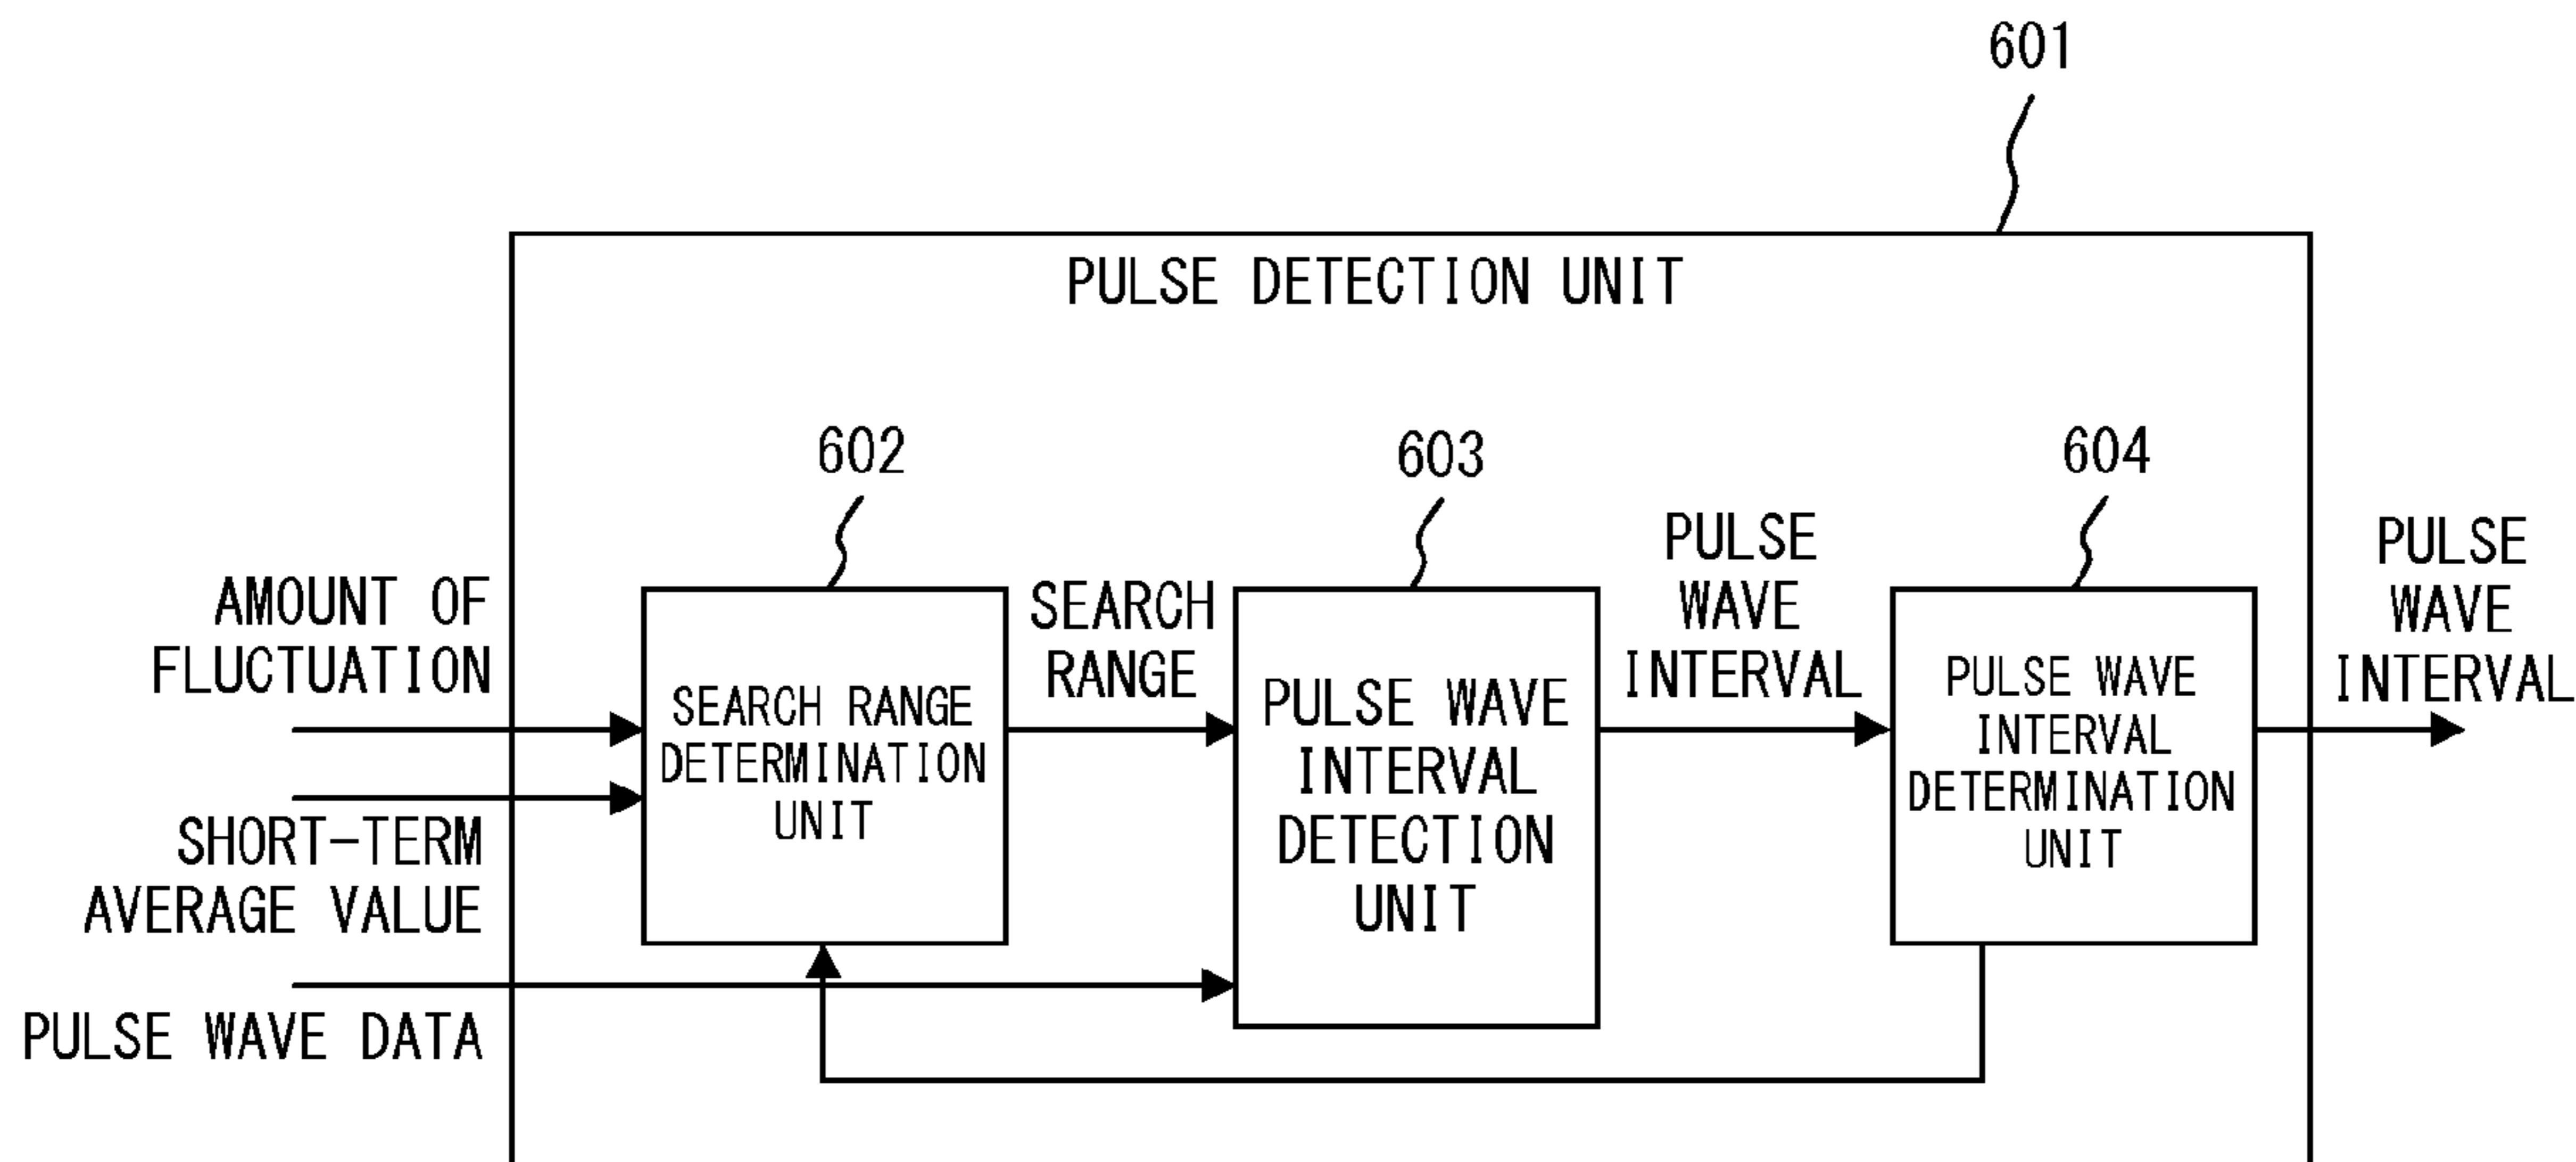 601
PULSE DETECTION UNIT
602
603
604
AMOUNT OF
FLUCTUATION
SHORT-TERM
AVERAGE VALUE
PULSE WAVE DATA
SEARCH RANGE
DETERMINATION
UNIT
SEARCH
RANGE
PULSE WAVE
INTERVAL
DETECTION
UNIT
PULSE
WAVE
INTERVAL
PULSE WAVE
INTERVAL
DETERMINATION
UNIT
PULSE
WAVE
INTERVAL